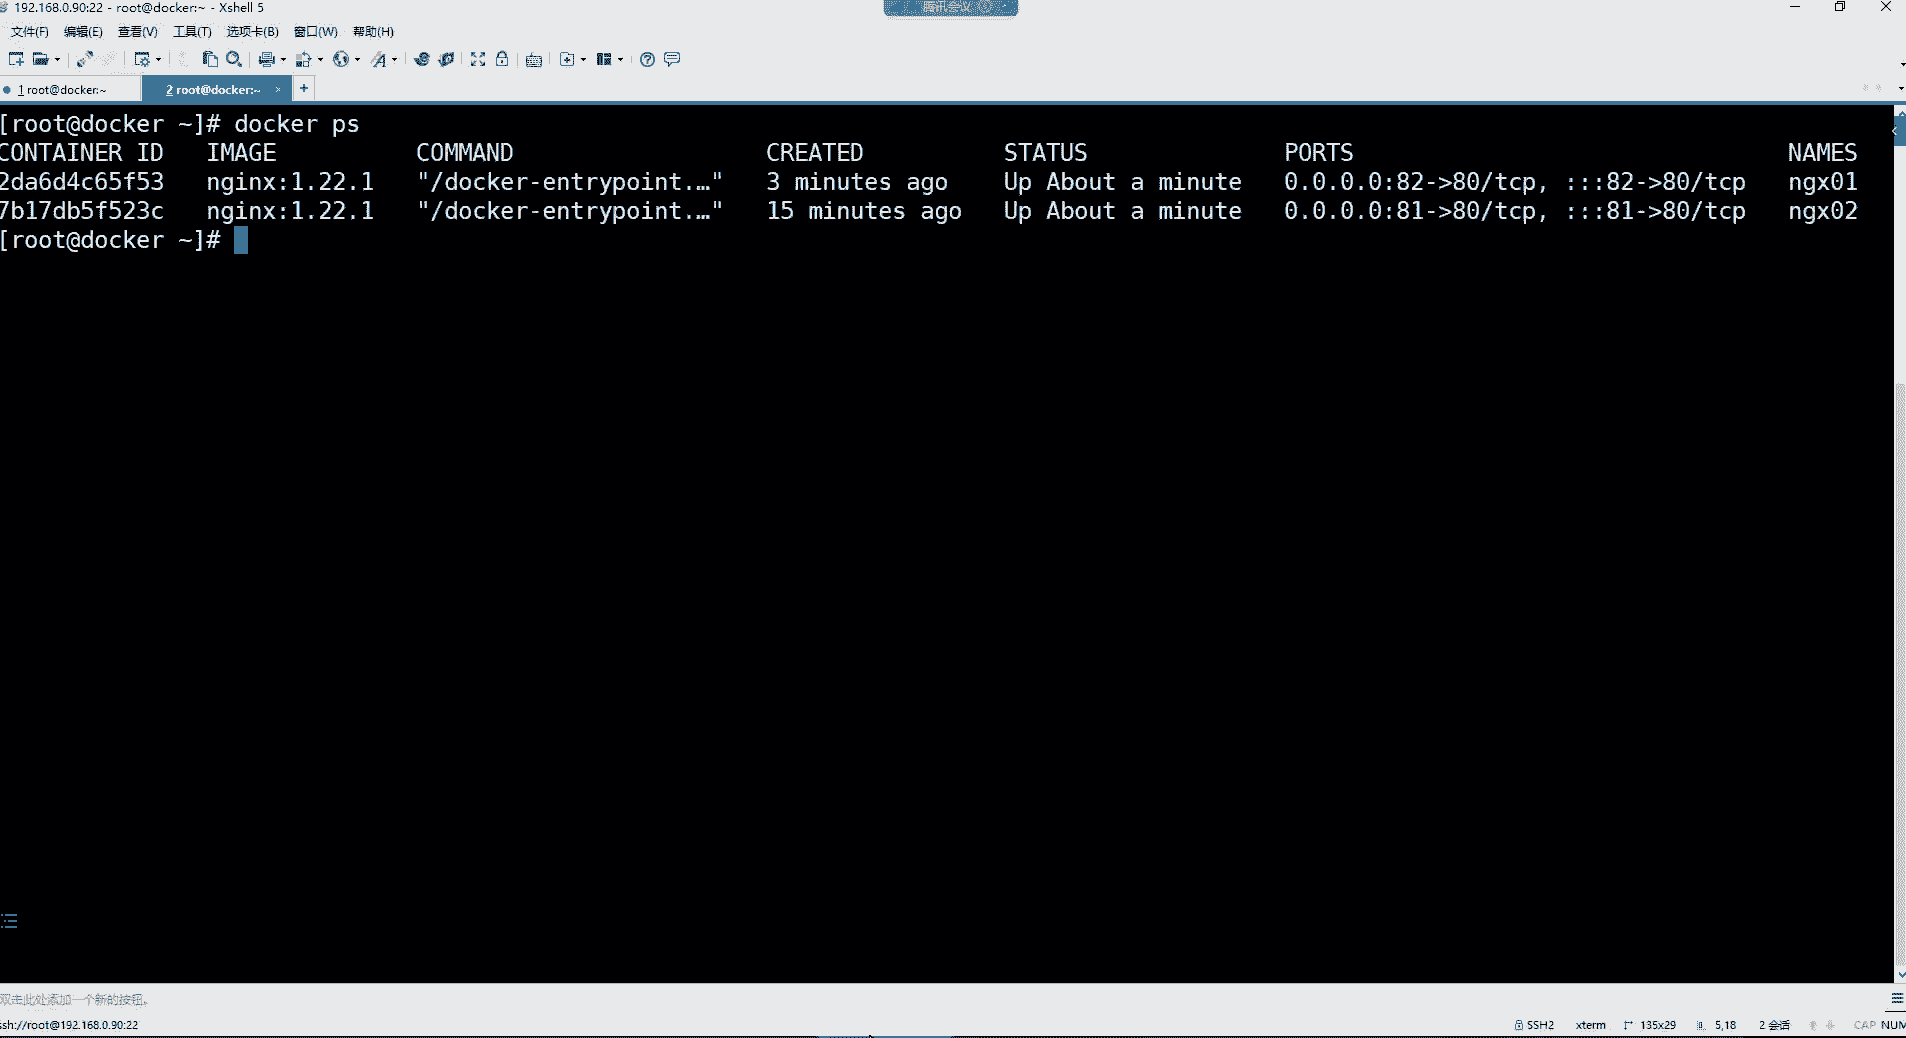 192.168.0.90:22 - root@docker:~ - Xshell 5
腾讯会议
文件(F) 编辑(E) 查看(V) 工具(T) 选项卡(B) 窗口(W) 帮助(H)
1 root@docker:~ 2 root@docker:~ × +
[root@docker ~]# docker ps
CONTAINER ID IMAGE COMMAND CREATED STATUS PORTS NAMES
2da6d4c65f53 nginx:1.22.1 "/docker-entrypoint.…" 3 minutes ago Up About a minute 0.0.0.0:82->80/tcp, :::82->80/tcp ngx01
7b17db5f523c nginx:1.22.1 "/docker-entrypoint.…" 15 minutes ago Up About a minute 0.0.0.0:81->80/tcp, :::81->80/tcp ngx02
[root@docker ~]#
双击此处添加一个新的按钮。
ssh://root@192.168.0.90:22 SSH2 xterm 135x29 5,18 2 会话 CAP NUM